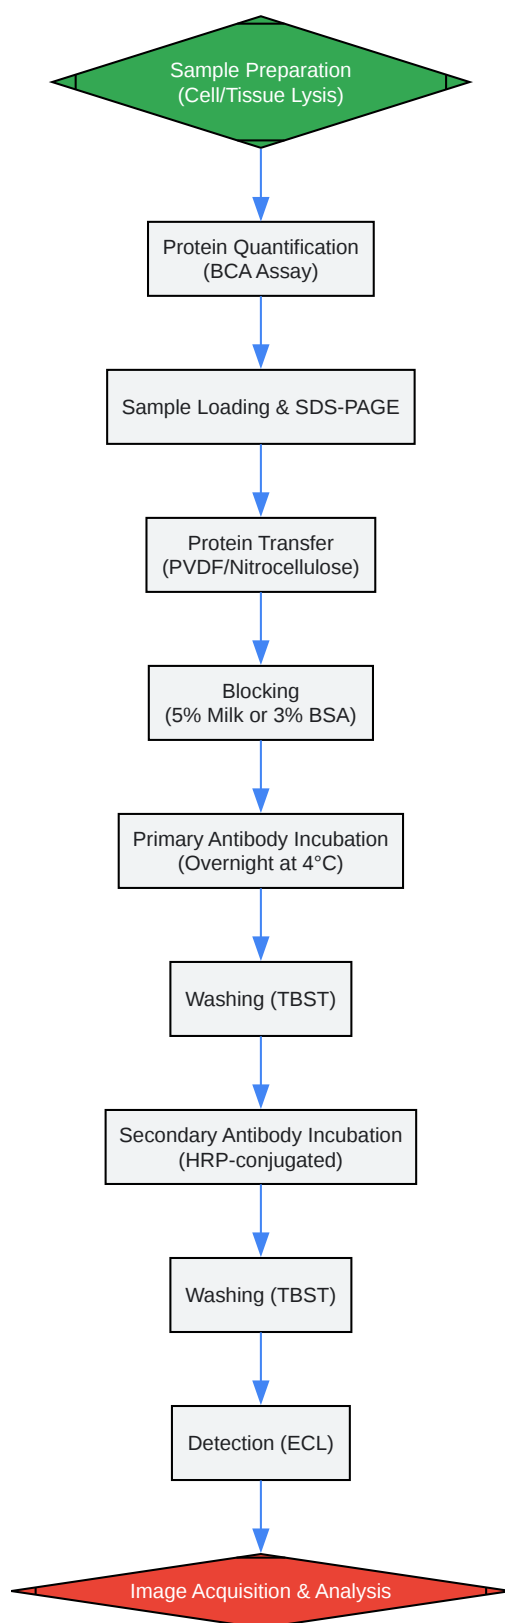 Sample Preparation
(Cell/Tissue Lysis)
Protein Quantification
(BCA Assay)
Sample Loading & SDS-PAGE
Protein Transfer
(PVDF/Nitrocellulose)
Blocking
(5% Milk or 3% BSA)
Primary Antibody Incubation
(Overnight at 4°C)
Washing (TBST)
Secondary Antibody Incubation
(HRP-conjugated)
Washing (TBST)
Detection (ECL)
Image Acquisition & Analysis